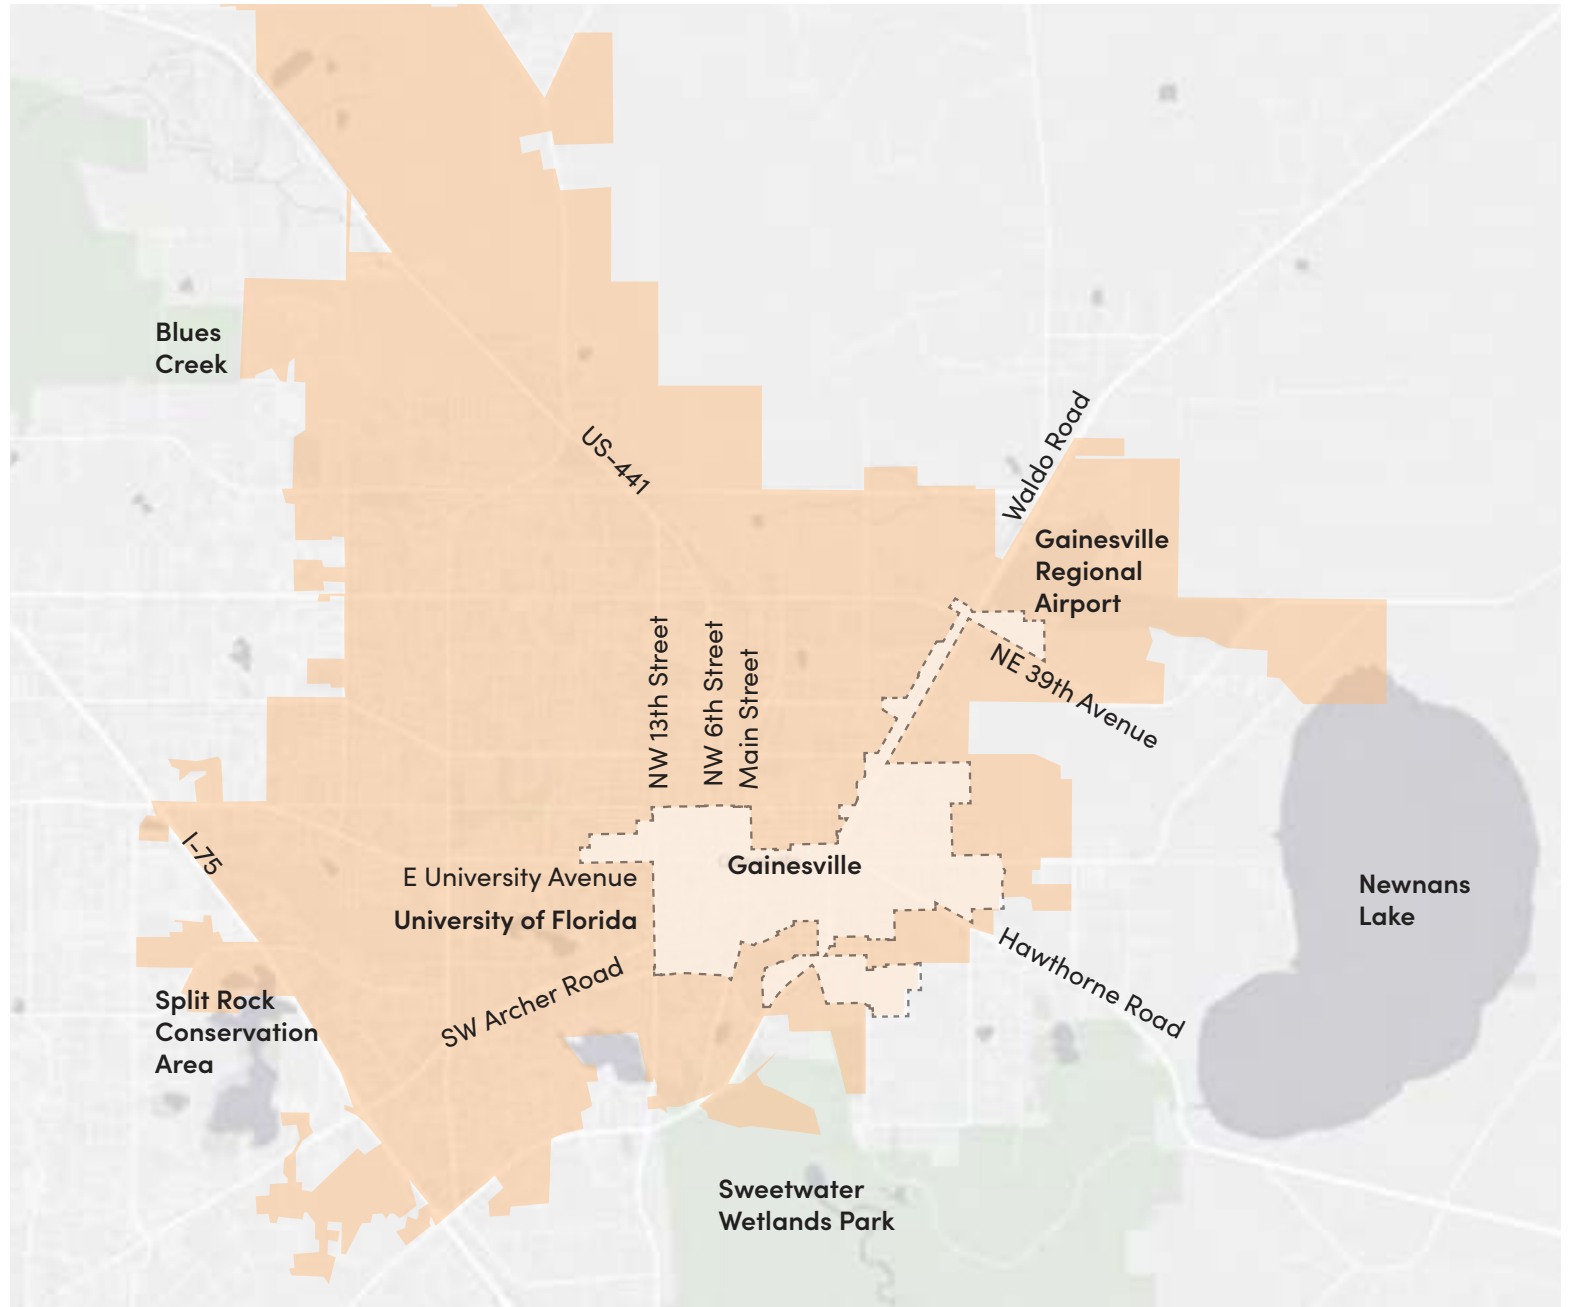 Blues
Creek
US-441
Waldo Road
Gainesville
Regional
Airport
NE 39th Avenue
NW 13th Street
NW 6th Street
Main Street
I-75
E University Avenue
University of Florida
Gainesville
Newnans
Lake
SW Archer Road
Hawthorne Road
Split Rock
Conservation
Area
Sweetwater
Wetlands Park